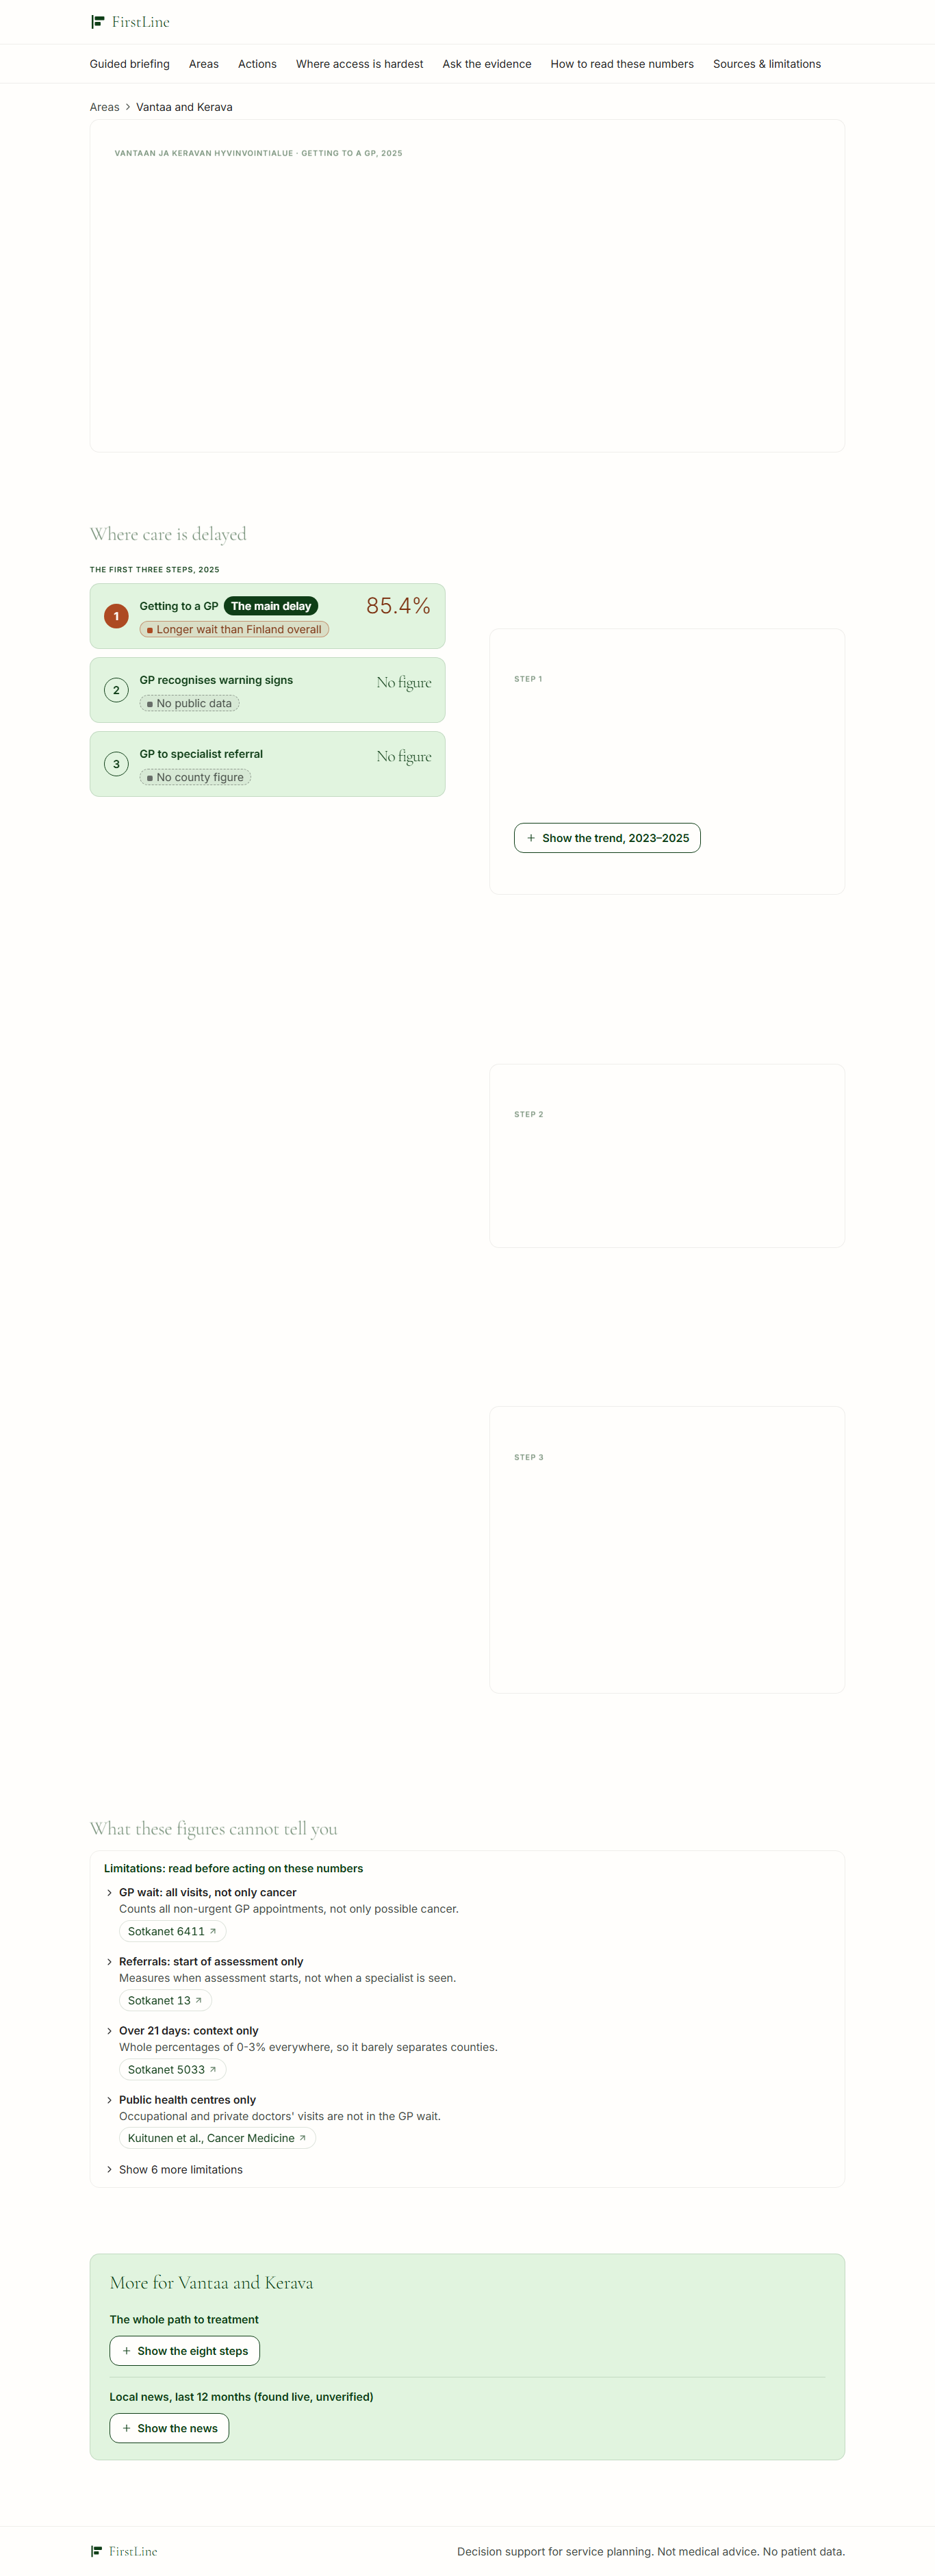 FirstLine
Guided briefing Areas Actions Where access is hardest Ask the evidence How to read these numbers Sources & limitations
Areas > Vantaa and Kerava
VANTAAN JA KERAVAN HYVINVOINTIALUE · GETTING TO A GP, 2025
Where care is delayed
THE FIRST THREE STEPS, 2025
1 Getting to a GP The main delay 85.4%
Longer wait than Finland overall
2 GP recognises warning signs No figure
No public data
3 GP to specialist referral No figure
No county figure
STEP 1
+ Show the trend, 2023–2025
STEP 2
STEP 3
What these figures cannot tell you
Limitations: read before acting on these numbers
GP wait: all visits, not only cancer
Counts all non-urgent GP appointments, not only possible cancer.
Sotkanet 6411 ↗
Referrals: start of assessment only
Measures when assessment starts, not when a specialist is seen.
Sotkanet 13 ↗
Over 21 days: context only
Whole percentages of 0-3% everywhere, so it barely separates counties.
Sotkanet 5033 ↗
Public health centres only
Occupational and private doctors' visits are not in the GP wait.
Kuitunen et al., Cancer Medicine ↗
Show 6 more limitations
More for Vantaa and Kerava
The whole path to treatment
+ Show the eight steps
Local news, last 12 months (found live, unverified)
+ Show the news
FirstLine
Decision support for service planning. Not medical advice. No patient data.